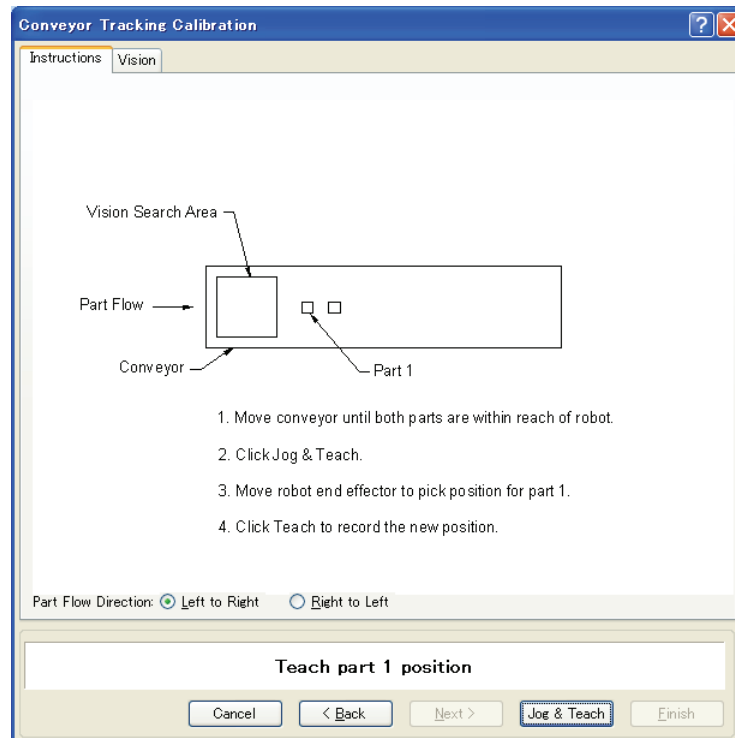 Conveyor Tracking Calibration
Instructions Vision
Vision Search Area
Part Flow
Conveyor
Part 1
1. Move conveyor until both parts are within reach of robot.
2. Click Jog & Teach.
3. Move robot end effector to pick position for part 1.
4. Click Teach to record the new position.
Part Flow Direction: Left to Right Right to Left
Teach part 1 position
Cancel < Back Next > Jog & Teach Finish